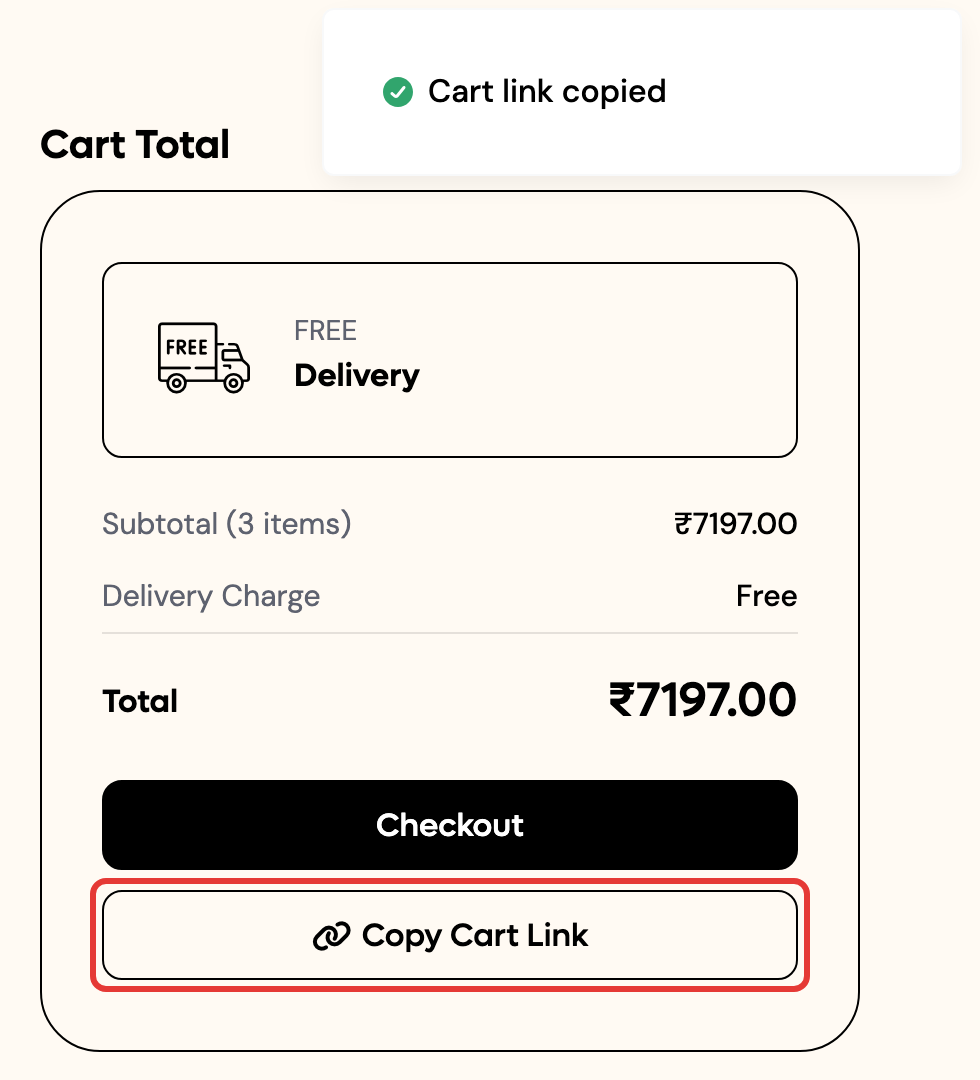 Cart link copied
Cart Total
FREE
FREE
Delivery
Subtotal (3 items) ₹7197.00
Delivery Charge Free
Total ₹7197.00
Checkout
Copy Cart Link